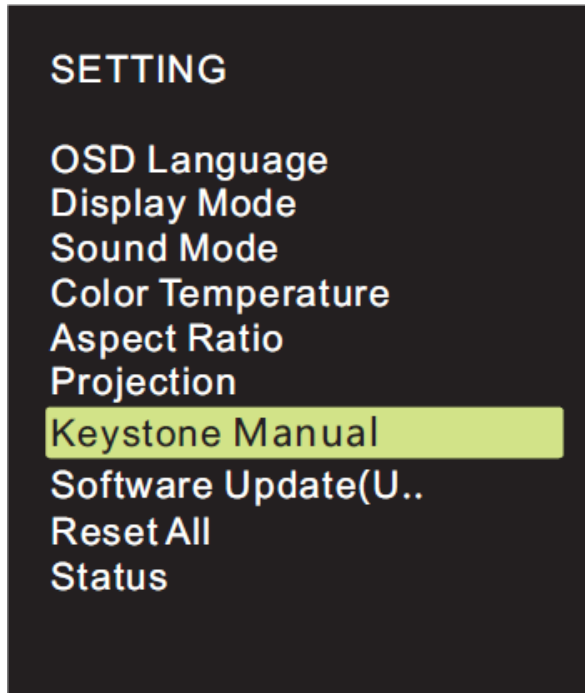 SETTING
OSD Language
Display Mode
Sound Mode
Color Temperature
Aspect Ratio
Projection
Keystone Manual
Software Update(U..
Reset All
Status